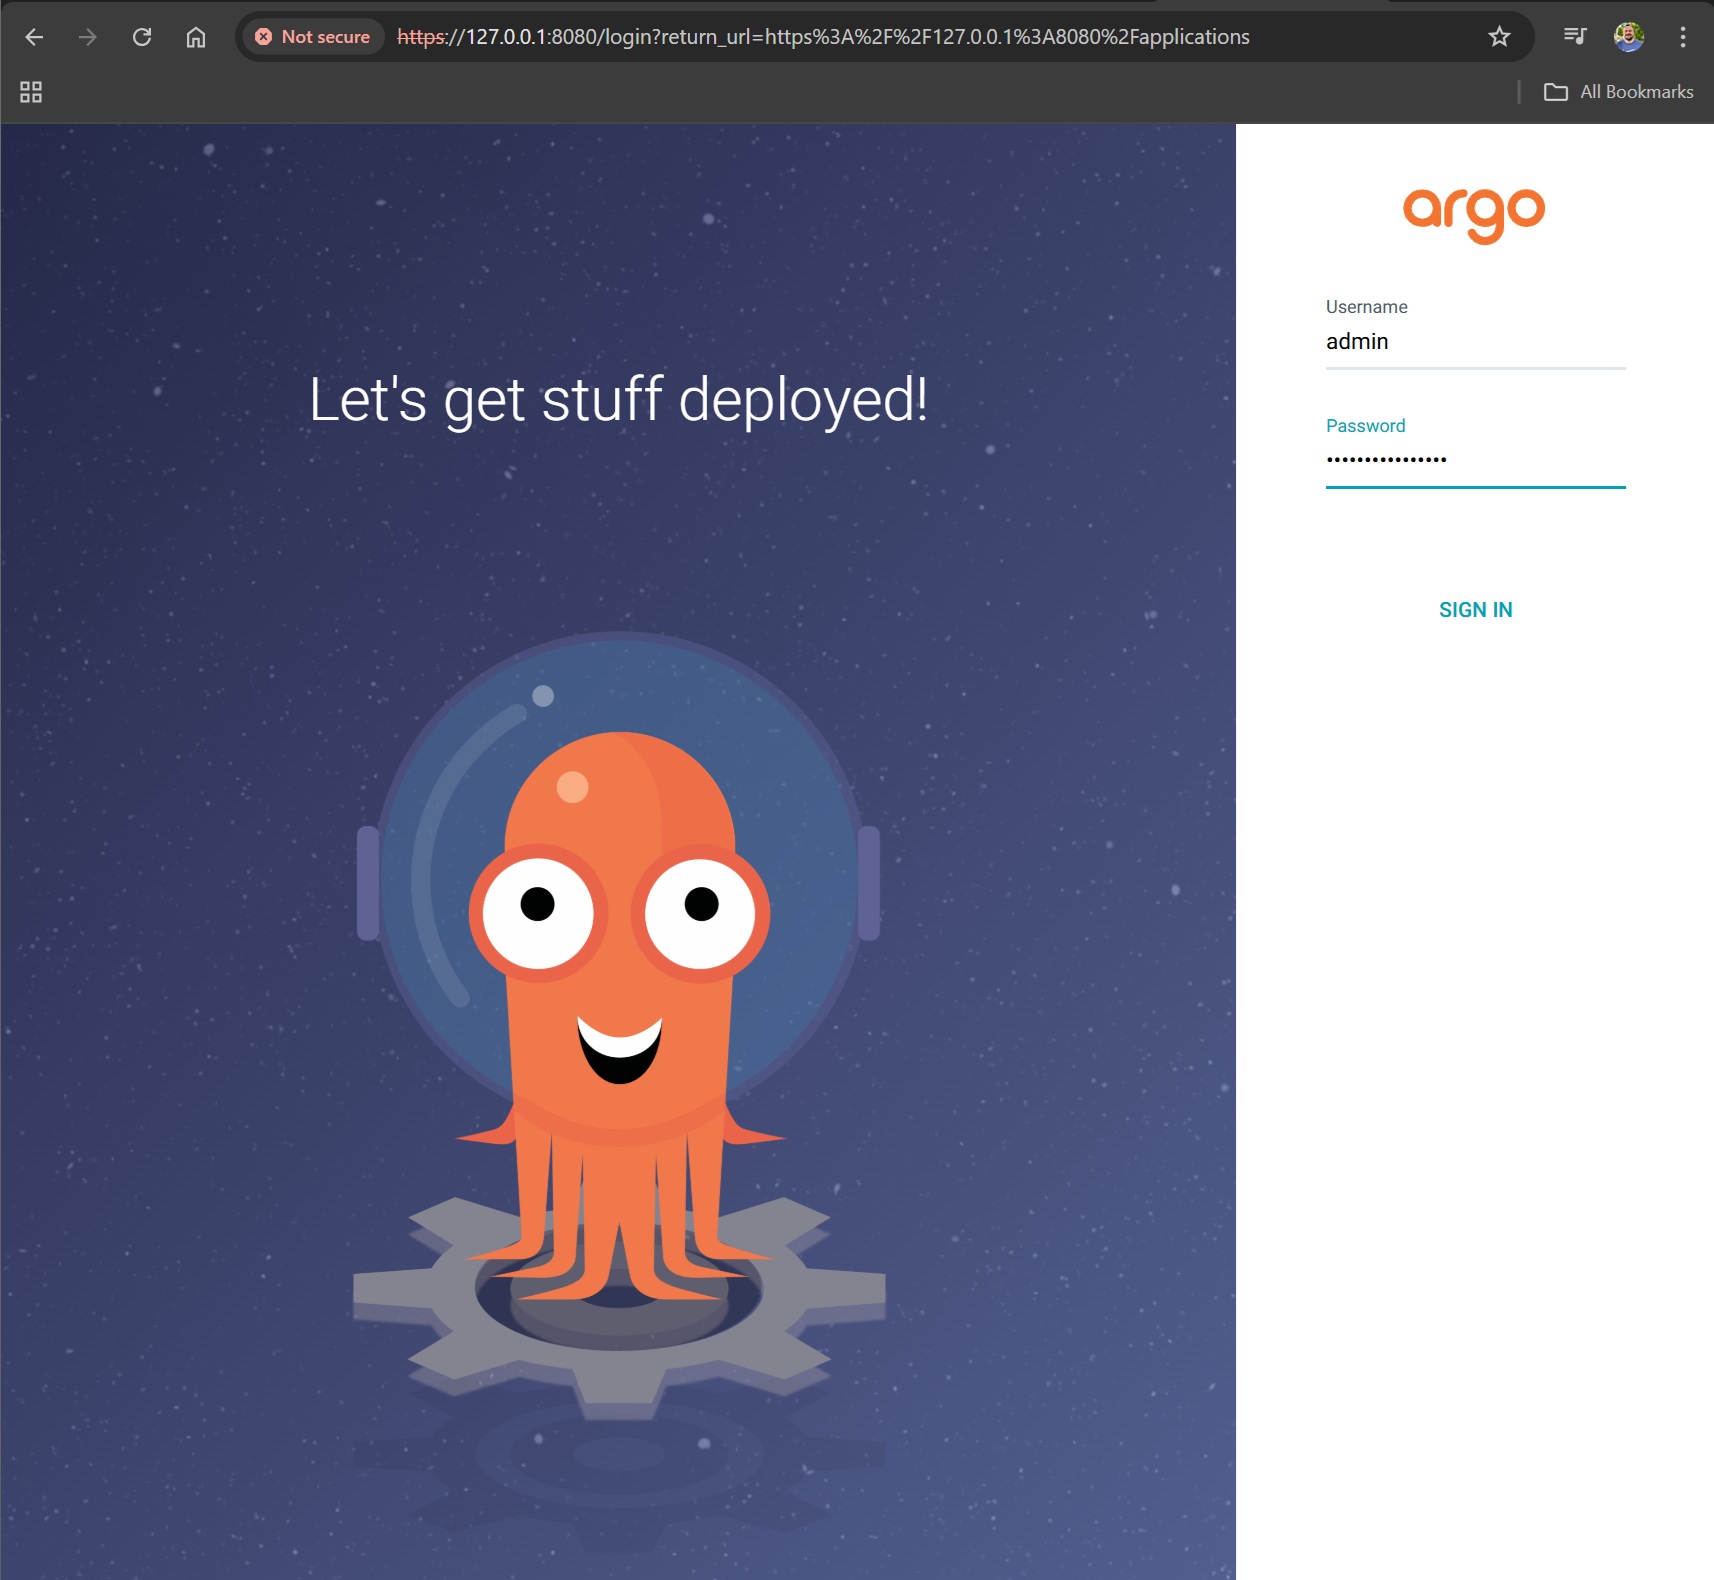 Not secure https://127.0.0.1:8080/login?return_url=https%3A%2F%2F127.0.0.1%3A8080%2Fapplications
All Bookmarks
Let's get stuff deployed!
argo
Username
admin
Password
••••••••••••••••
SIGN IN